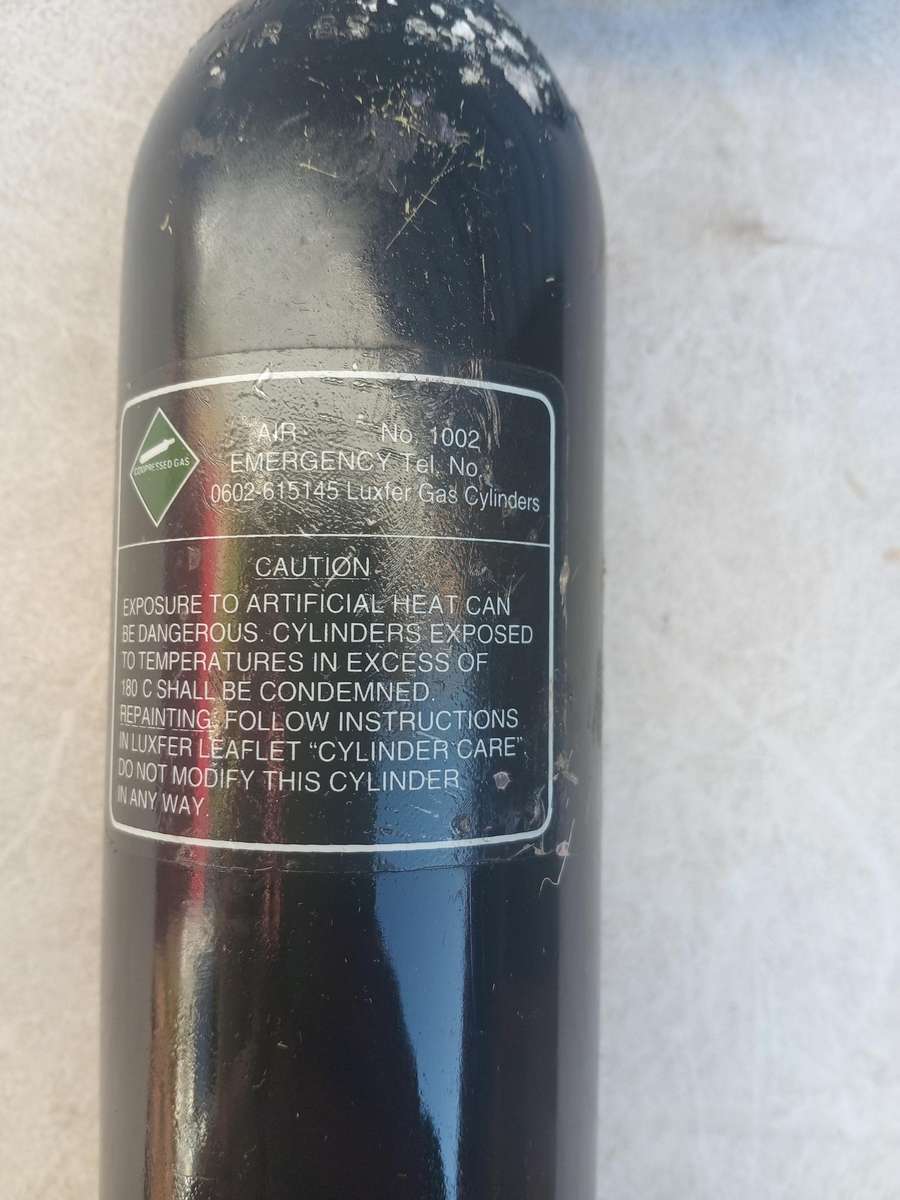 AIR No. 1002
COMPRESSED GAS
EMERGENCY Tel. No.
0602-615145 Luxfer Gas Cylinders
CAUTION
EXPOSURE TO ARTIFICIAL HEAT CAN
BE DANGEROUS. CYLINDERS EXPOSED
TO TEMPERATURES IN EXCESS OF
180 C SHALL BE CONDEMNED.
REPAINTING: FOLLOW INSTRUCTIONS
IN LUXFER LEAFLET “CYLINDER CARE”.
DO NOT MODIFY THIS CYLINDER
IN ANY WAY.